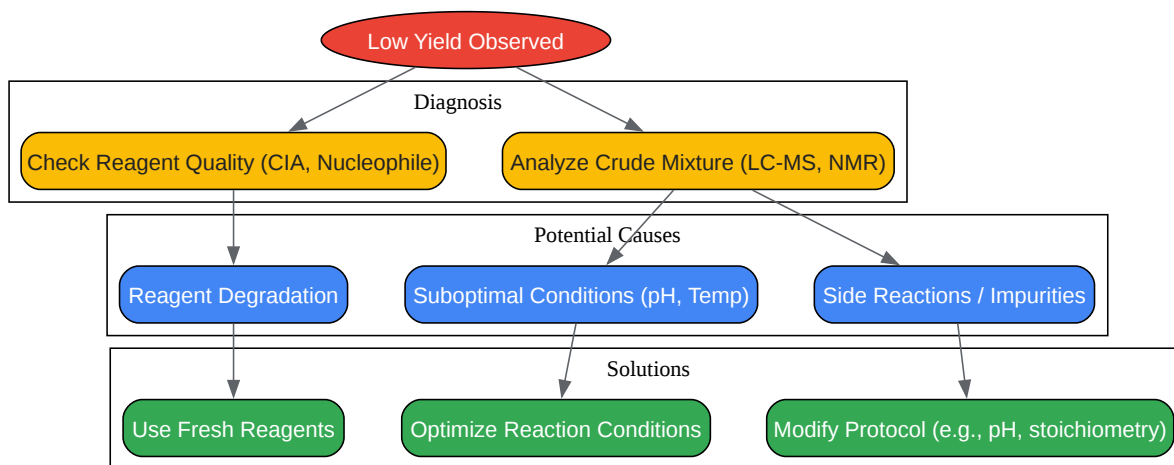 Low Yield Observed
Diagnosis
Check Reagent Quality (CIA, Nucleophile)
Analyze Crude Mixture (LC-MS, NMR)
Potential Causes
Reagent Degradation
Suboptimal Conditions (pH, Temp)
Side Reactions / Impurities
Solutions
Use Fresh Reagents
Optimize Reaction Conditions
Modify Protocol (e.g., pH, stoichiometry)